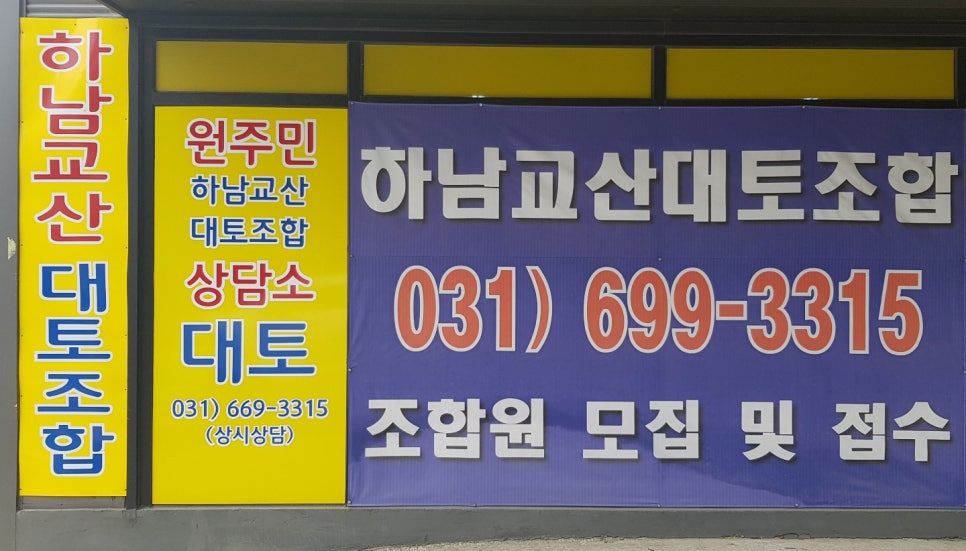 하남교산 대토조합
원주민
하남교산
대토조합
상담소
대토
031) 669-3315
(상시상담)
하남교산대토조합
031) 699-3315
조합원 모집 및 접수